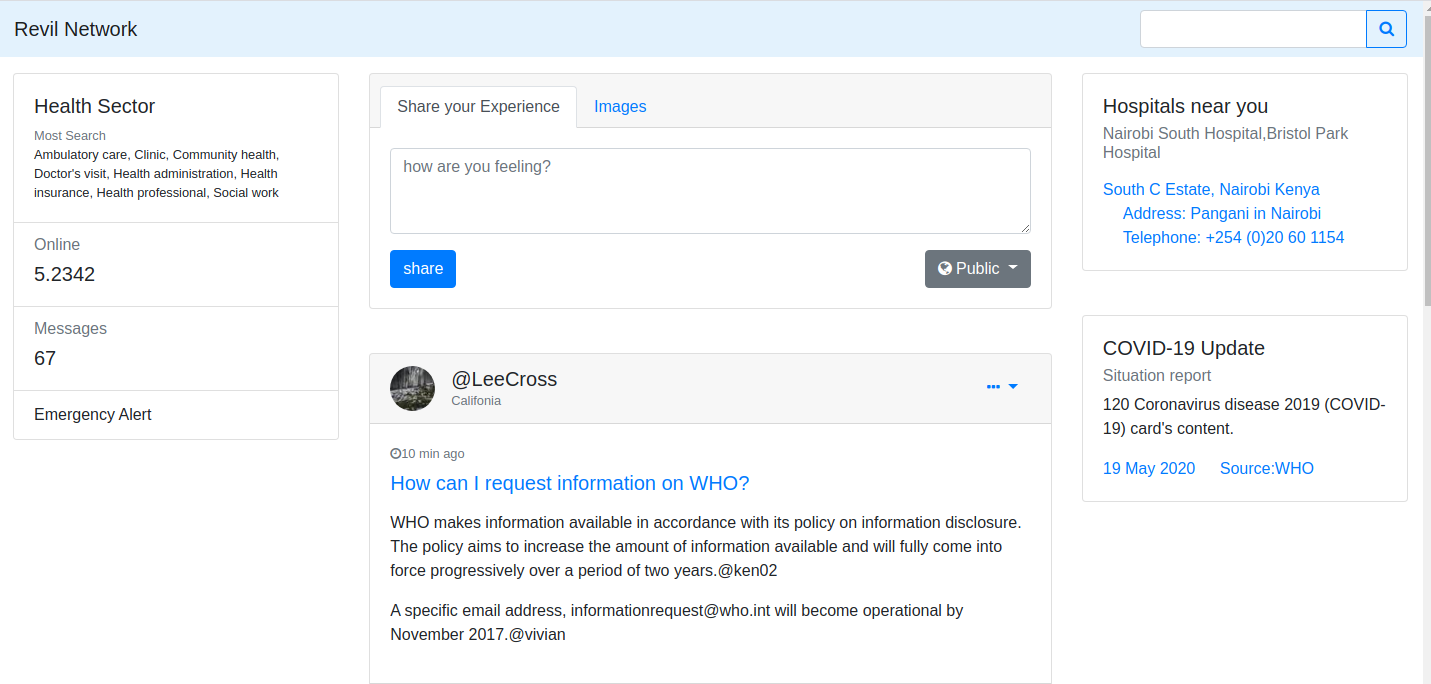 Revil Network
Health Sector
Most Search
Ambulatory care, Clinic, Community health,
Doctor's visit, Health administration, Health
insurance, Health professional, Social work
Online
5.2342
Messages
67
Emergency Alert
Share your Experience
Images
how are you feeling?
share
Public
@LeeCross
Califonia
10 min ago
How can I request information on WHO?
WHO makes information available in accordance with its policy on information disclosure.
The policy aims to increase the amount of information available and will fully come into
force progressively over a period of two years.@ken02
A specific email address, informationrequest@who.int will become operational by
November 2017.@vivian
Hospitals near you
Nairobi South Hospital,Bristol Park
Hospital
South C Estate, Nairobi Kenya
Address: Pangani in Nairobi
Telephone: +254 (0)20 60 1154
COVID-19 Update
Situation report
120 Coronavirus disease 2019 (COVID-
19) card's content.
19 May 2020 Source:WHO